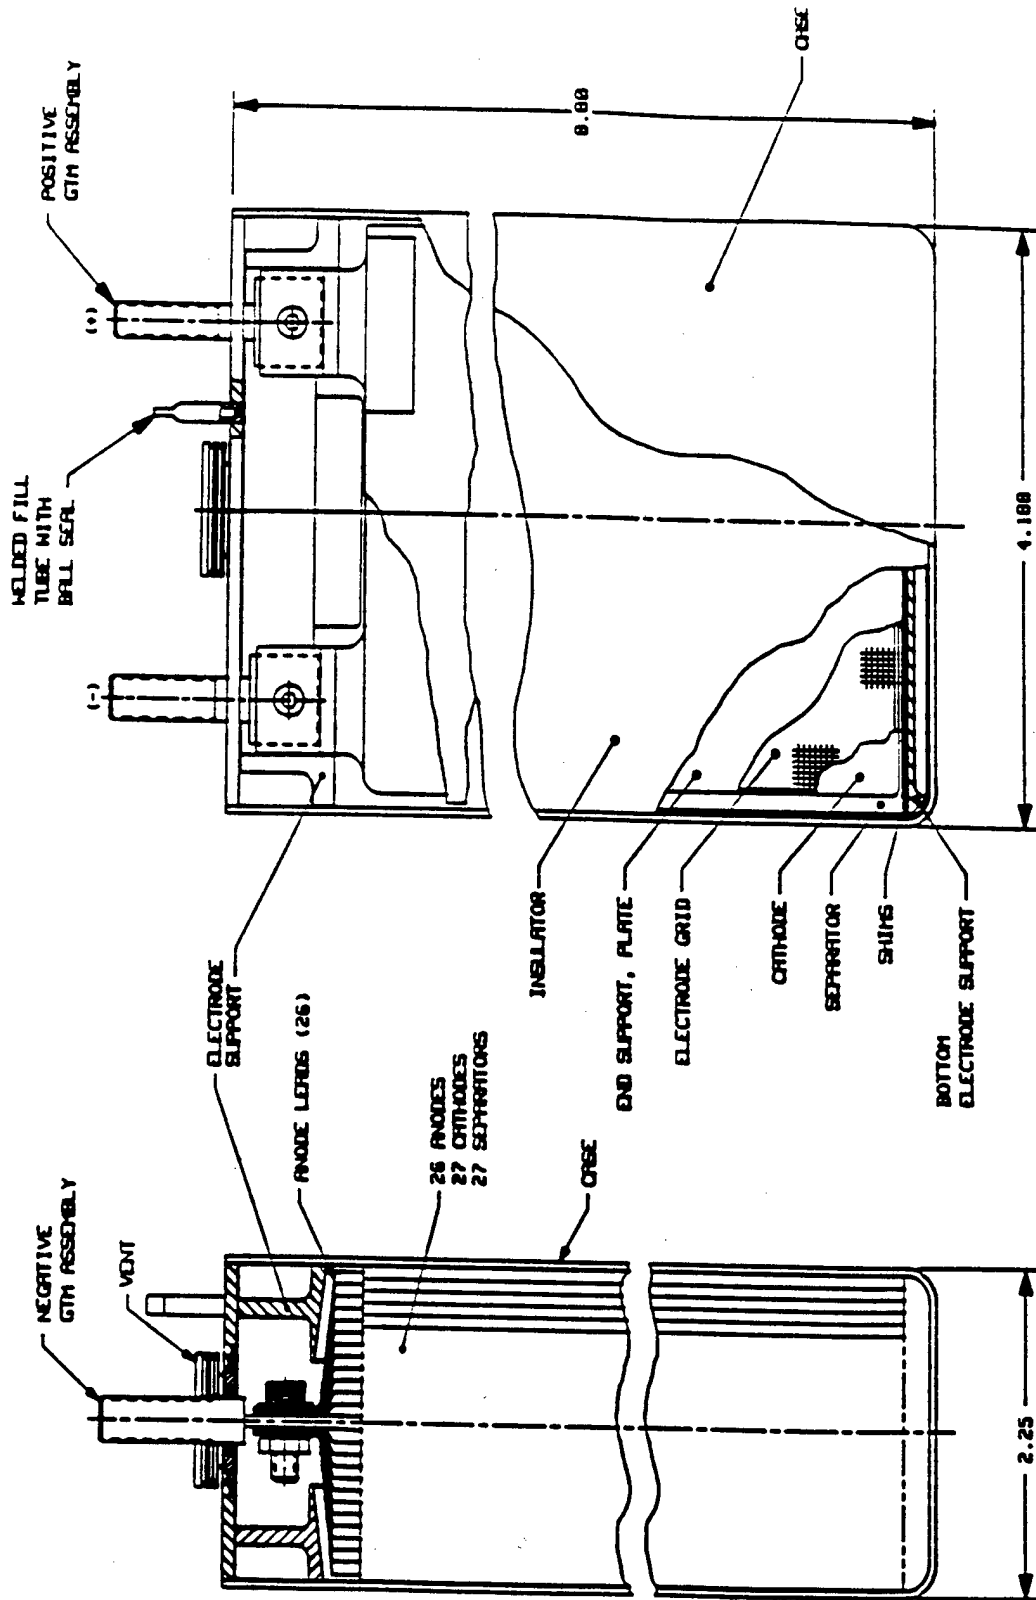 NEGATIVE
GTM ASSEMBLY
VENT
ELECTRODE
SUPPORT
ANODE LEADS (26)
26 ANODES
27 CATHODES
27 SEPARATORS
CASE
2.25
WELDED FILL
TUBE WITH
BALL SEAL
POSITIVE
GTM ASSEMBLY
(-)
(+)
INSULATOR
END SUPPORT, PLATE
ELECTRODE GRID
CATHODE
SEPARATOR
SHIMS
BOTTOM
ELECTRODE SUPPORT
CASE
8.00
4.100